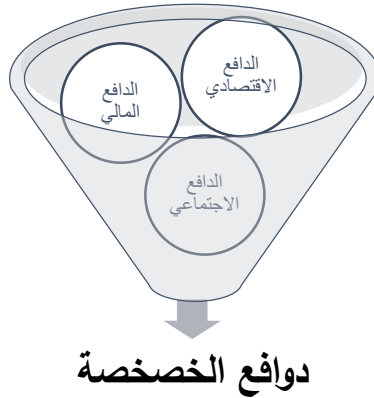 الدافع
الاقتصادي
الدافع
المالي
الدافع
الاجتماعي
دوافع الخصخصة